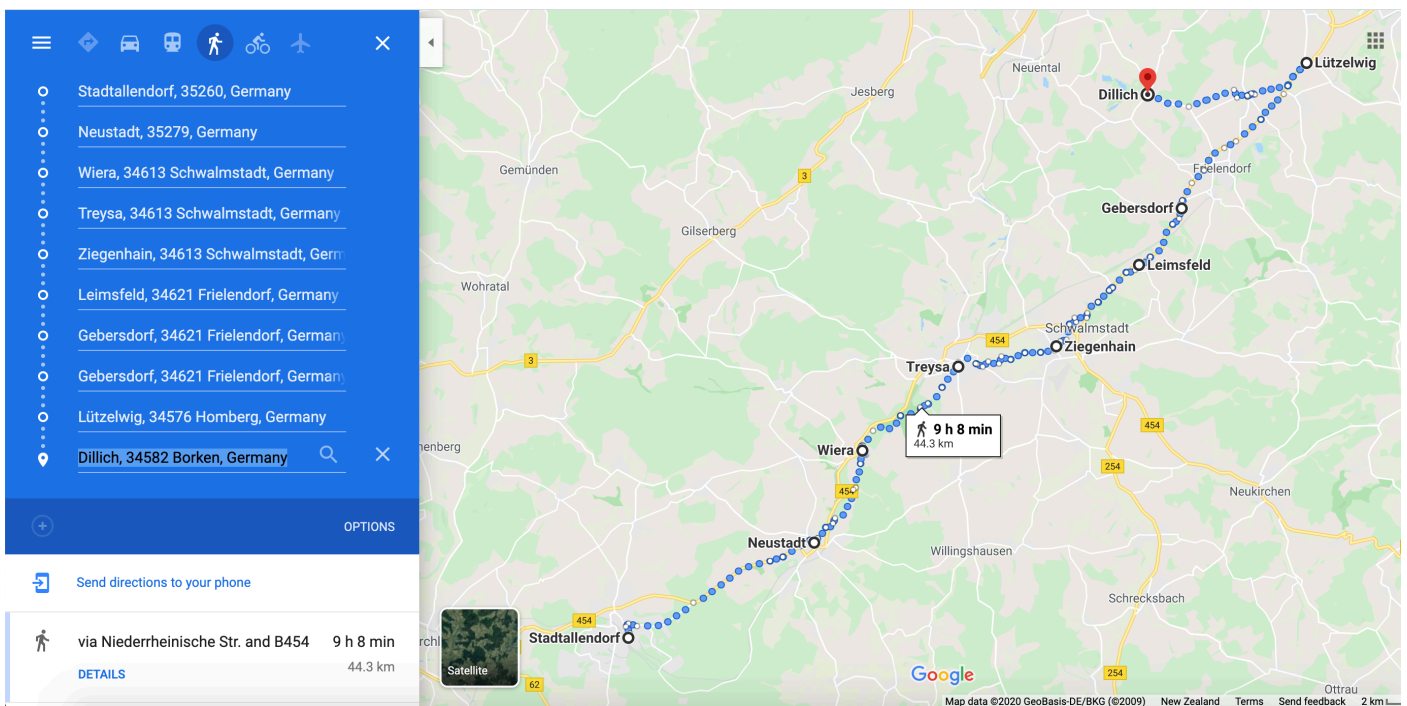 Stadtallendorf, 35260, Germany
Neustadt, 35279, Germany
Wiera, 34613 Schwalmstadt, Germany
Treysa, 34613 Schwalmstadt, Germany
Ziegenhain, 34613 Schwalmstadt, Germ
Leimsfeld, 34621 Frielendorf, Germany
Gebersdorf, 34621 Frielendorf, German
Gebersdorf, 34621 Frielendorf, German
Lützelwig, 34576 Homberg, Germany
Dillich, 34582 Borken, Germany
OPTIONS
Send directions to your phone
via Niederrheinische Str. and B454
9 h 8 min
44.3 km
DETAILS
Lützelwig
Neuental
Dillich
Jesberg
Gemünden
3
Frielendorf
Gebersdorf
Gilserberg
Leimsfeld
Wohratal
Schwalmstadt
454
Ziegenhain
3
Treysa
9 h 8 min
44.3 km
454
nenberg
Wiera
254
454
Neukirchen
Neustadt
Willingshausen
Schrecksbach
454
Stadtallendorf
rchl
Satellite
62
Google
254
Ottrau
Map data ©2020 GeoBasis-DE/BKG (©2009)
New Zealand
Terms
Send feedback
2 km